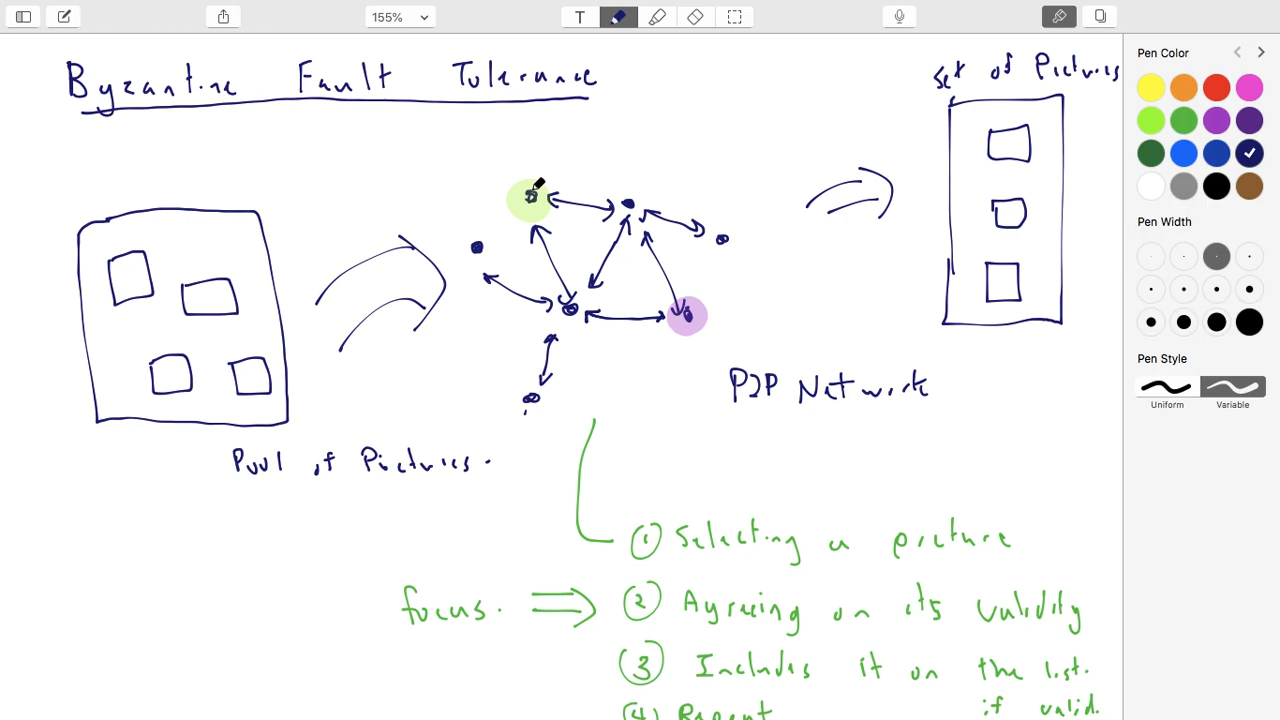 155%
T
Byzantine Fault Tolerance
Set of Pictures
Pool of Pictures.
P2P Network
① Selecting a picture
focus. ⇒ ② Agreeing on its validity
③ Includes it on the list.
if valid.
(4) Repeat
Pen Color
Pen Width
Pen Style
Uniform Variable